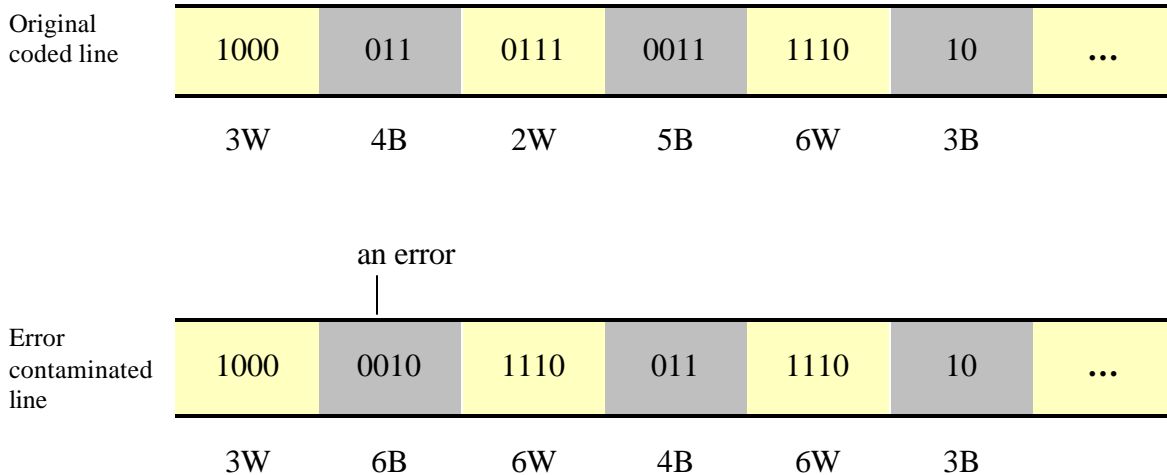 Original
coded line
1000 011 0111 0011 1110 10 ...
3W 4B 2W 5B 6W 3B
an error
Error
contaminated
line
1000 0010 1110 011 1110 10 ...
3W 6B 6W 4B 6W 3B